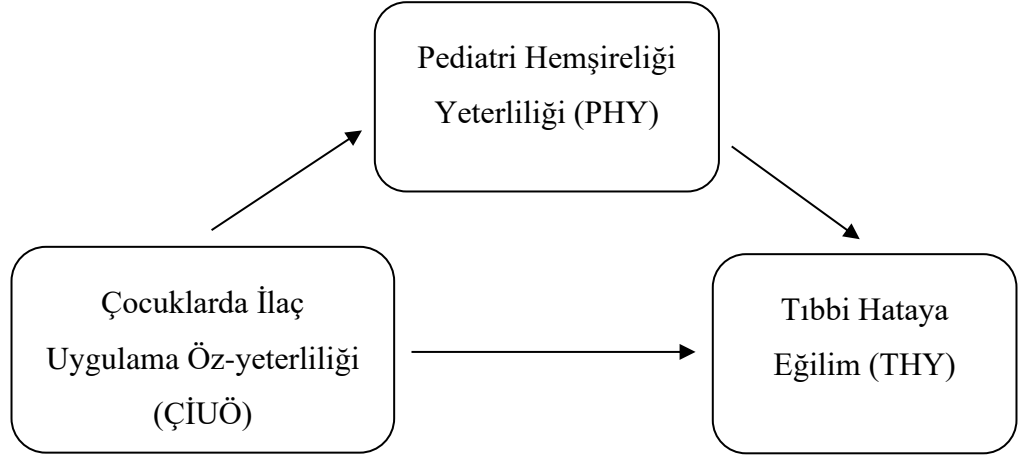 Pediatri Hemşireliği
Yeterliliği (PHY)
Çocuklarda İlaç
Uygulama Öz-yeterliliği
(ÇİUÖ)
Tıbbi Hataya
Eğilim (THY)